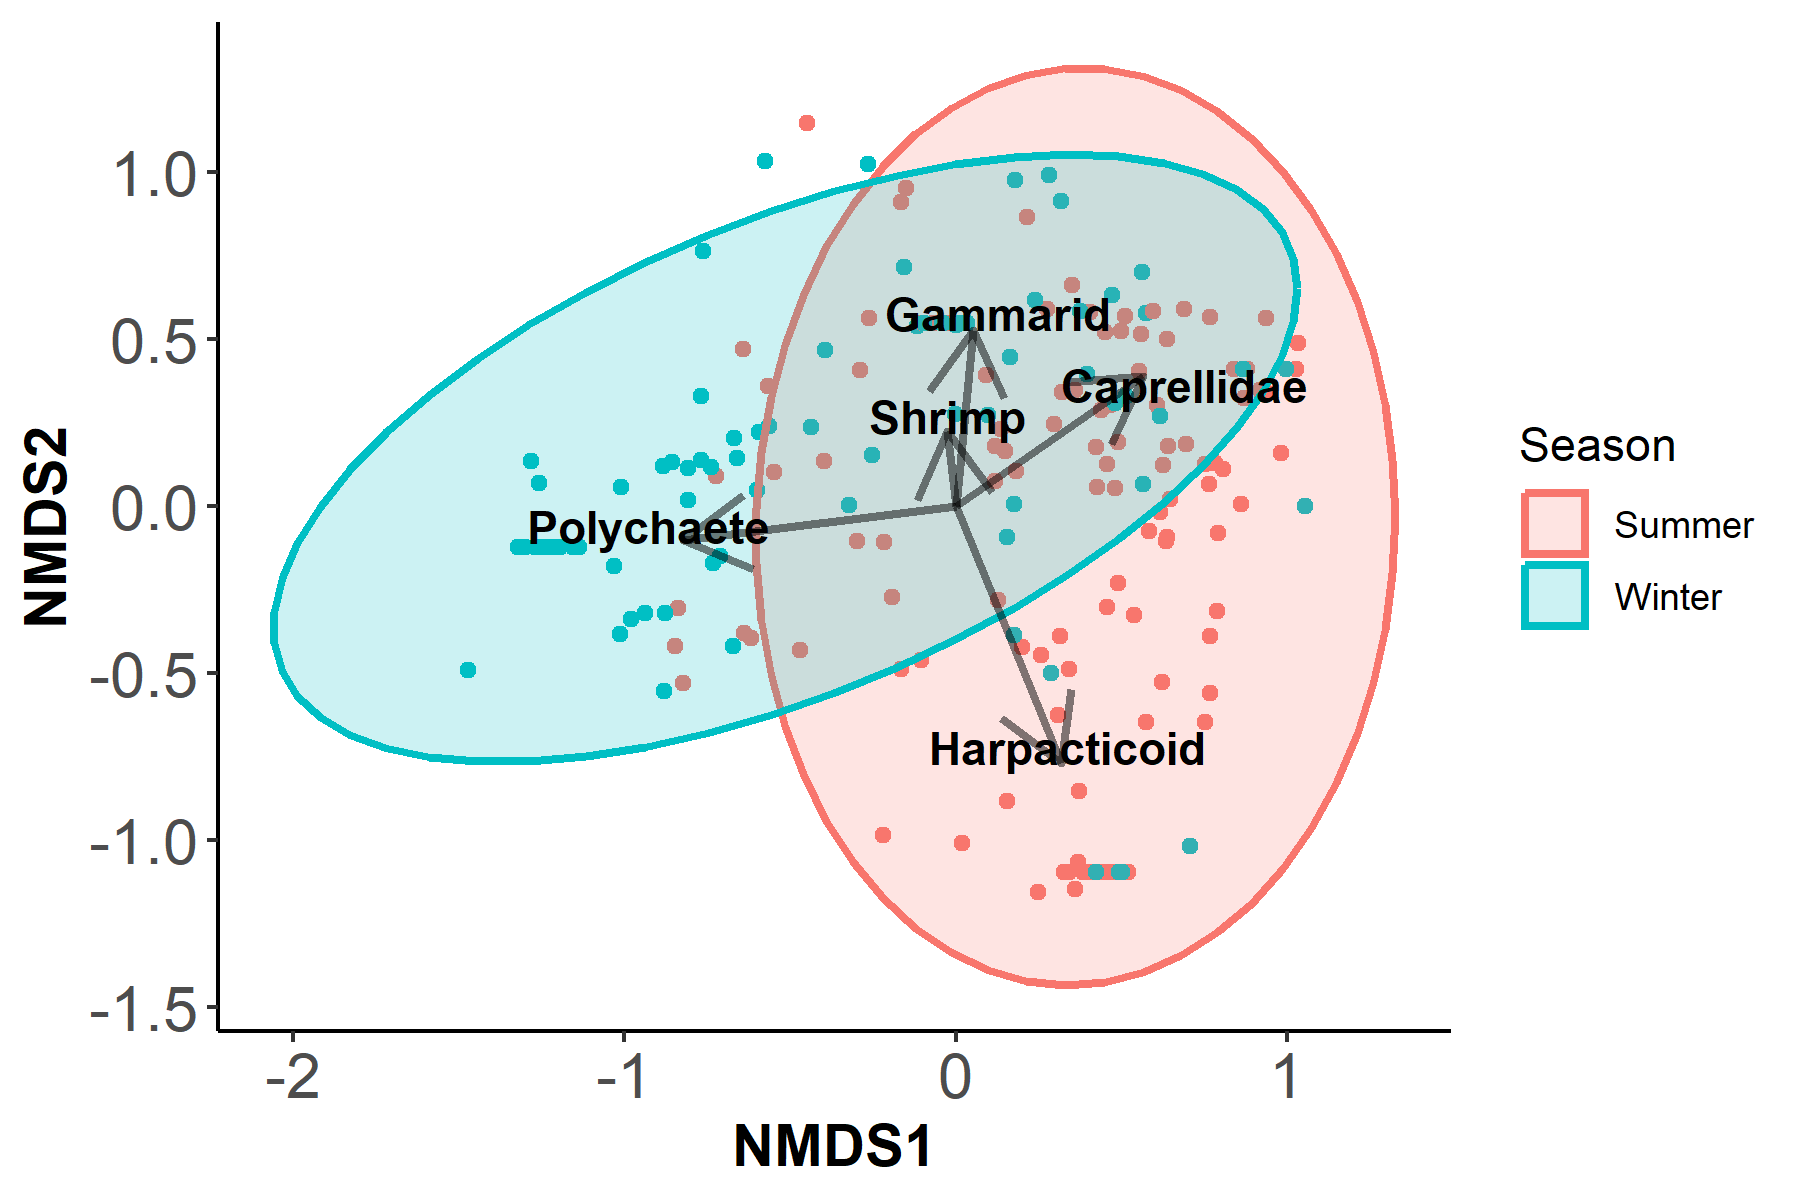 NMDS2
1.0
0.5
0.0
-0.5
-1.0
-1.5
Gammarid
Caprellidae
Shrimp
Polychaete
Harpacticoid
-2
-1
0
1
NMDS1
Season
Summer
Winter